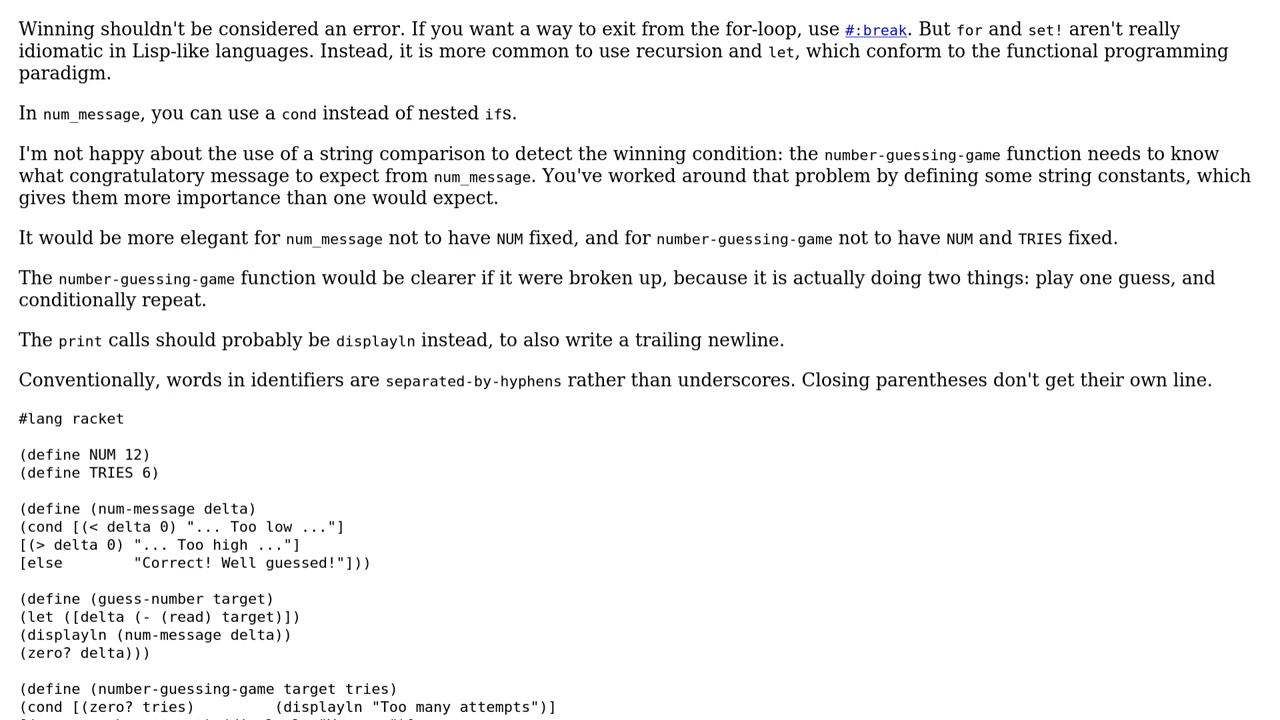 Winning shouldn't be considered an error. If you want a way to exit from the for-loop, use #:break. But for and set! aren't really
idiomatic in Lisp-like languages. Instead, it is more common to use recursion and let, which conform to the functional programming
paradigm.
In num_message, you can use a cond instead of nested ifs.
I'm not happy about the use of a string comparison to detect the winning condition: the number-guessing-game function needs to know
what congratulatory message to expect from num_message. You've worked around that problem by defining some string constants, which
gives them more importance than one would expect.
It would be more elegant for num_message not to have NUM fixed, and for number-guessing-game not to have NUM and TRIES fixed.
The number-guessing-game function would be clearer if it were broken up, because it is actually doing two things: play one guess, and
conditionally repeat.
The print calls should probably be displayln instead, to also write a trailing newline.
Conventionally, words in identifiers are separated-by-hyphens rather than underscores. Closing parentheses don't get their own line.
#lang racket
(define NUM 12)
(define TRIES 6)
(define (num-message delta)
(cond [(< delta 0) "... Too low ..."]
[(> delta 0) "... Too high ..."]
[else        "Correct! Well guessed!"]))
(define (guess-number target)
(let ([delta (- (read) target)])
(displayln (num-message delta))
(zero? delta)))
(define (number-guessing-game target tries)
(cond [(zero? tries)         (displayln "Too many attempts")]